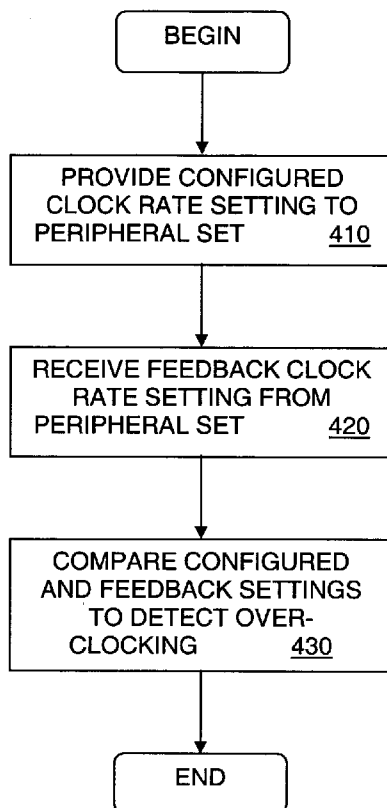 BEGIN
PROVIDE CONFIGURED
CLOCK RATE SETTING TO
PERIPHERAL SET 410
RECEIVE FEEDBACK CLOCK
RATE SETTING FROM
PERIPHERAL SET 420
COMPARE CONFIGURED
AND FEEDBACK SETTINGS
TO DETECT OVER-
CLOCKING 430
END